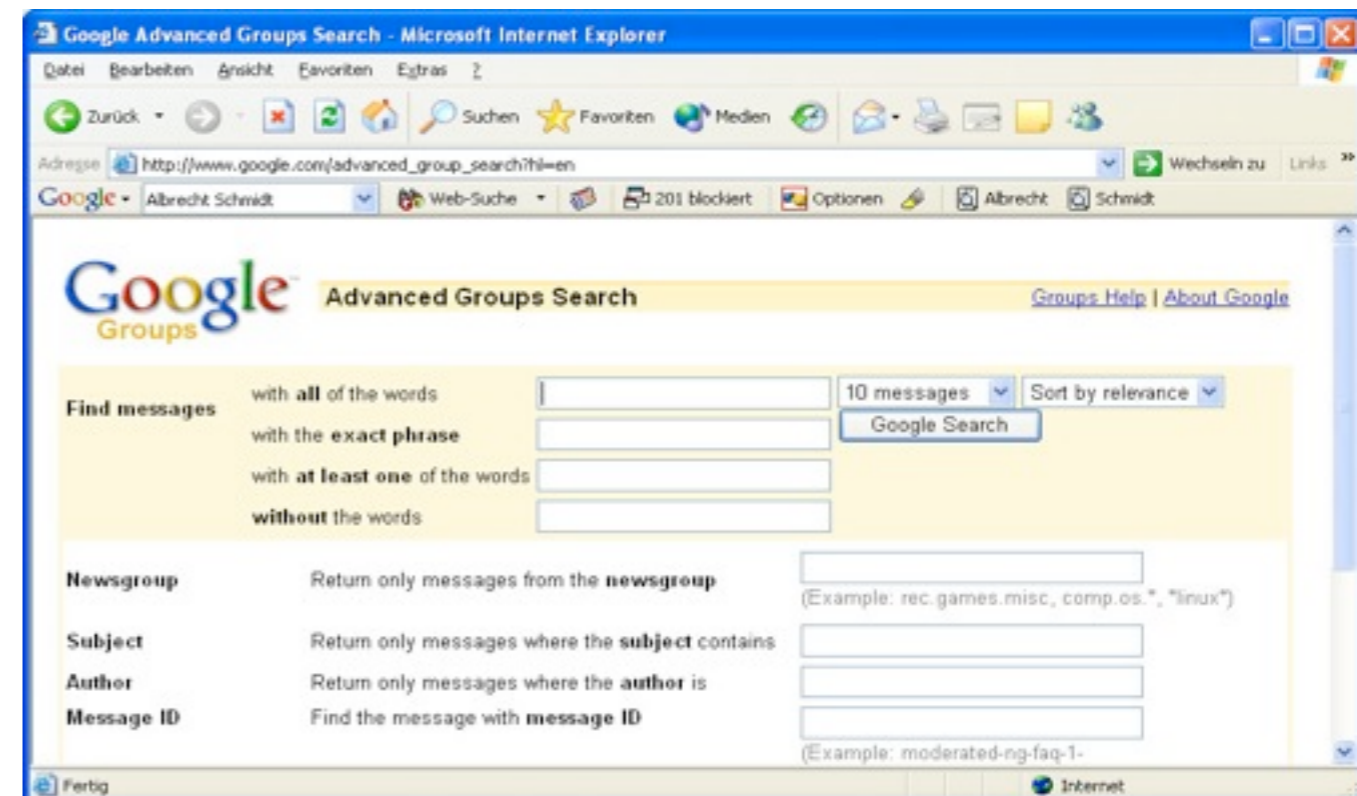 Google Advanced Groups Search - Microsoft Internet Explorer
Datei Bearbeiten Ansicht Favoriten Extras ?
Zurück Suchen Favoriten Medien
Adresse http://www.google.com/advanced_group_search?hl=en Wechseln zu Links »
Google Albrecht Schmidt Web-Suche 201 blockiert Optionen Albrecht Schmidt
Google™ Advanced Groups Search Groups Help | About Google
Groups
Find messages with all of the words 10 messages Sort by relevance
with the exact phrase Google Search
with at least one of the words
without the words
Newsgroup Return only messages from the newsgroup
(Example: rec.games.misc, comp.os.*, *linux*)
Subject Return only messages where the subject contains
Author Return only messages where the author is
Message ID Find the message with message ID
(Example: moderated-ng-faq-1-
Fertig Internet